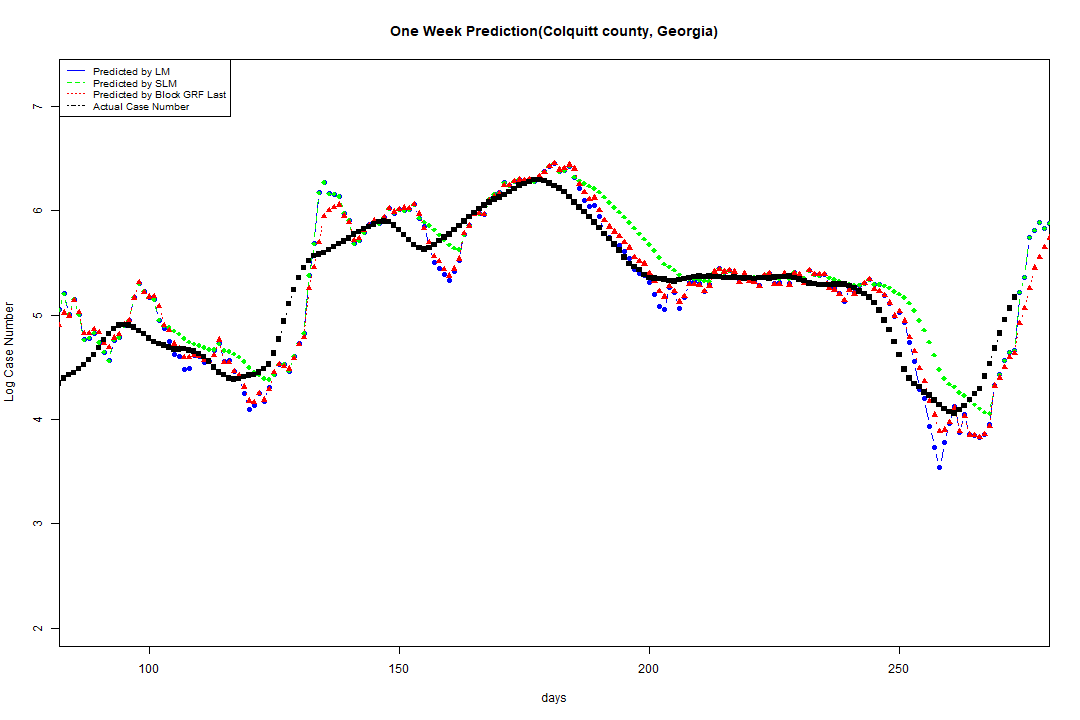 One Week Prediction(Colquitt county, Georgia)
Predicted by LM
Predicted by SLM
Predicted by Block GRF Last
Actual Case Number
Log Case Number
7
6
5
4
3
2
100 150 200 250
days